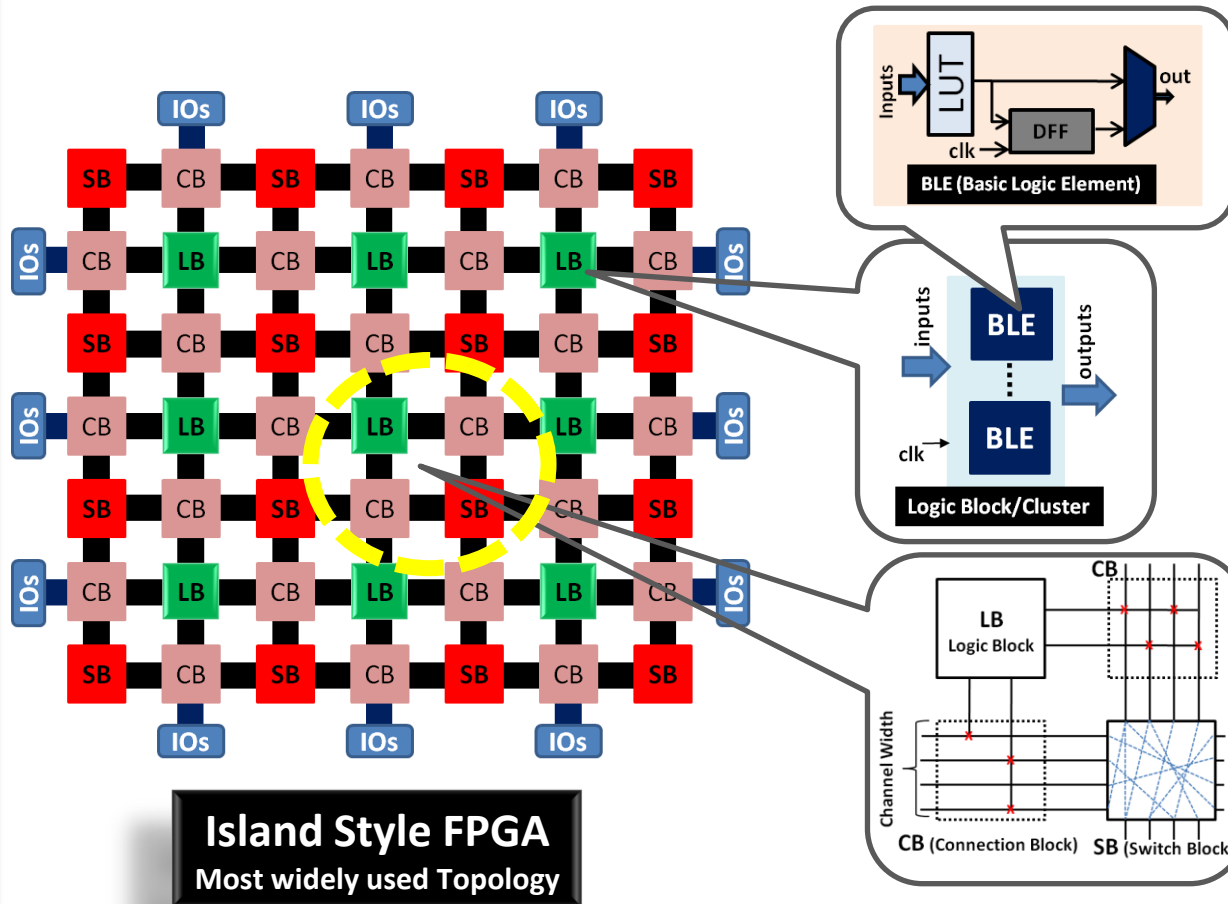 IOs IOs IOs
SB CB SB CB SB CB SB
IOs CB LB CB LB CB LB CB IOs
SB CB SB CB SB CB SB
IOs CB LB CB LB CB LB CB IOs
SB CB SB CB SB CB SB
IOs CB LB CB LB CB LB CB IOs
SB CB SB CB SB CB SB
IOs IOs IOs
Island Style FPGA
Most widely used Topology
Inputs
LUT
out
DFF
clk
BLE (Basic Logic Element)
inputs
BLE
outputs
BLE
clk
Logic Block/Cluster
CB
LB
Logic Block
Channel Width
CB (Connection Block)
SB (Switch Block